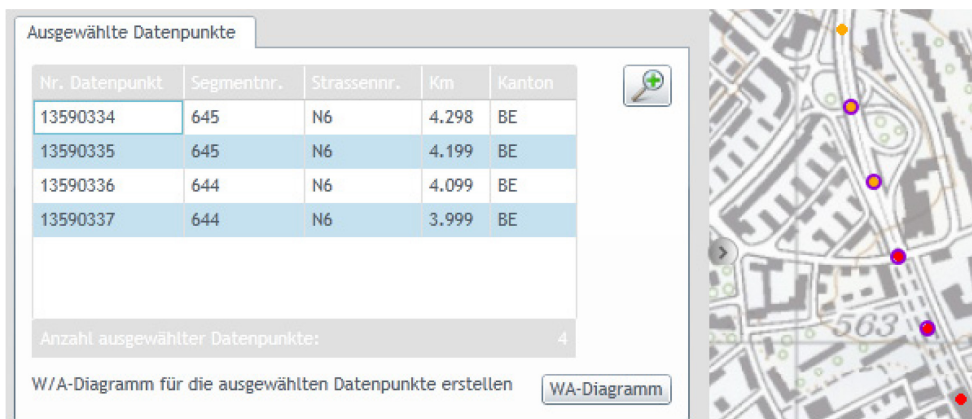 Ausgewählte Datenpunkte
Nr. Datenpunkt Segmentnr. Strassennr. Km Kanton
13590334 645 N6 4.298 BE
13590335 645 N6 4.199 BE
13590336 644 N6 4.099 BE
13590337 644 N6 3.999 BE
Anzahl ausgewählter Datenpunkte: 4
W/A-Diagramm für die ausgewählten Datenpunkte erstellen WA-Diagramm
563